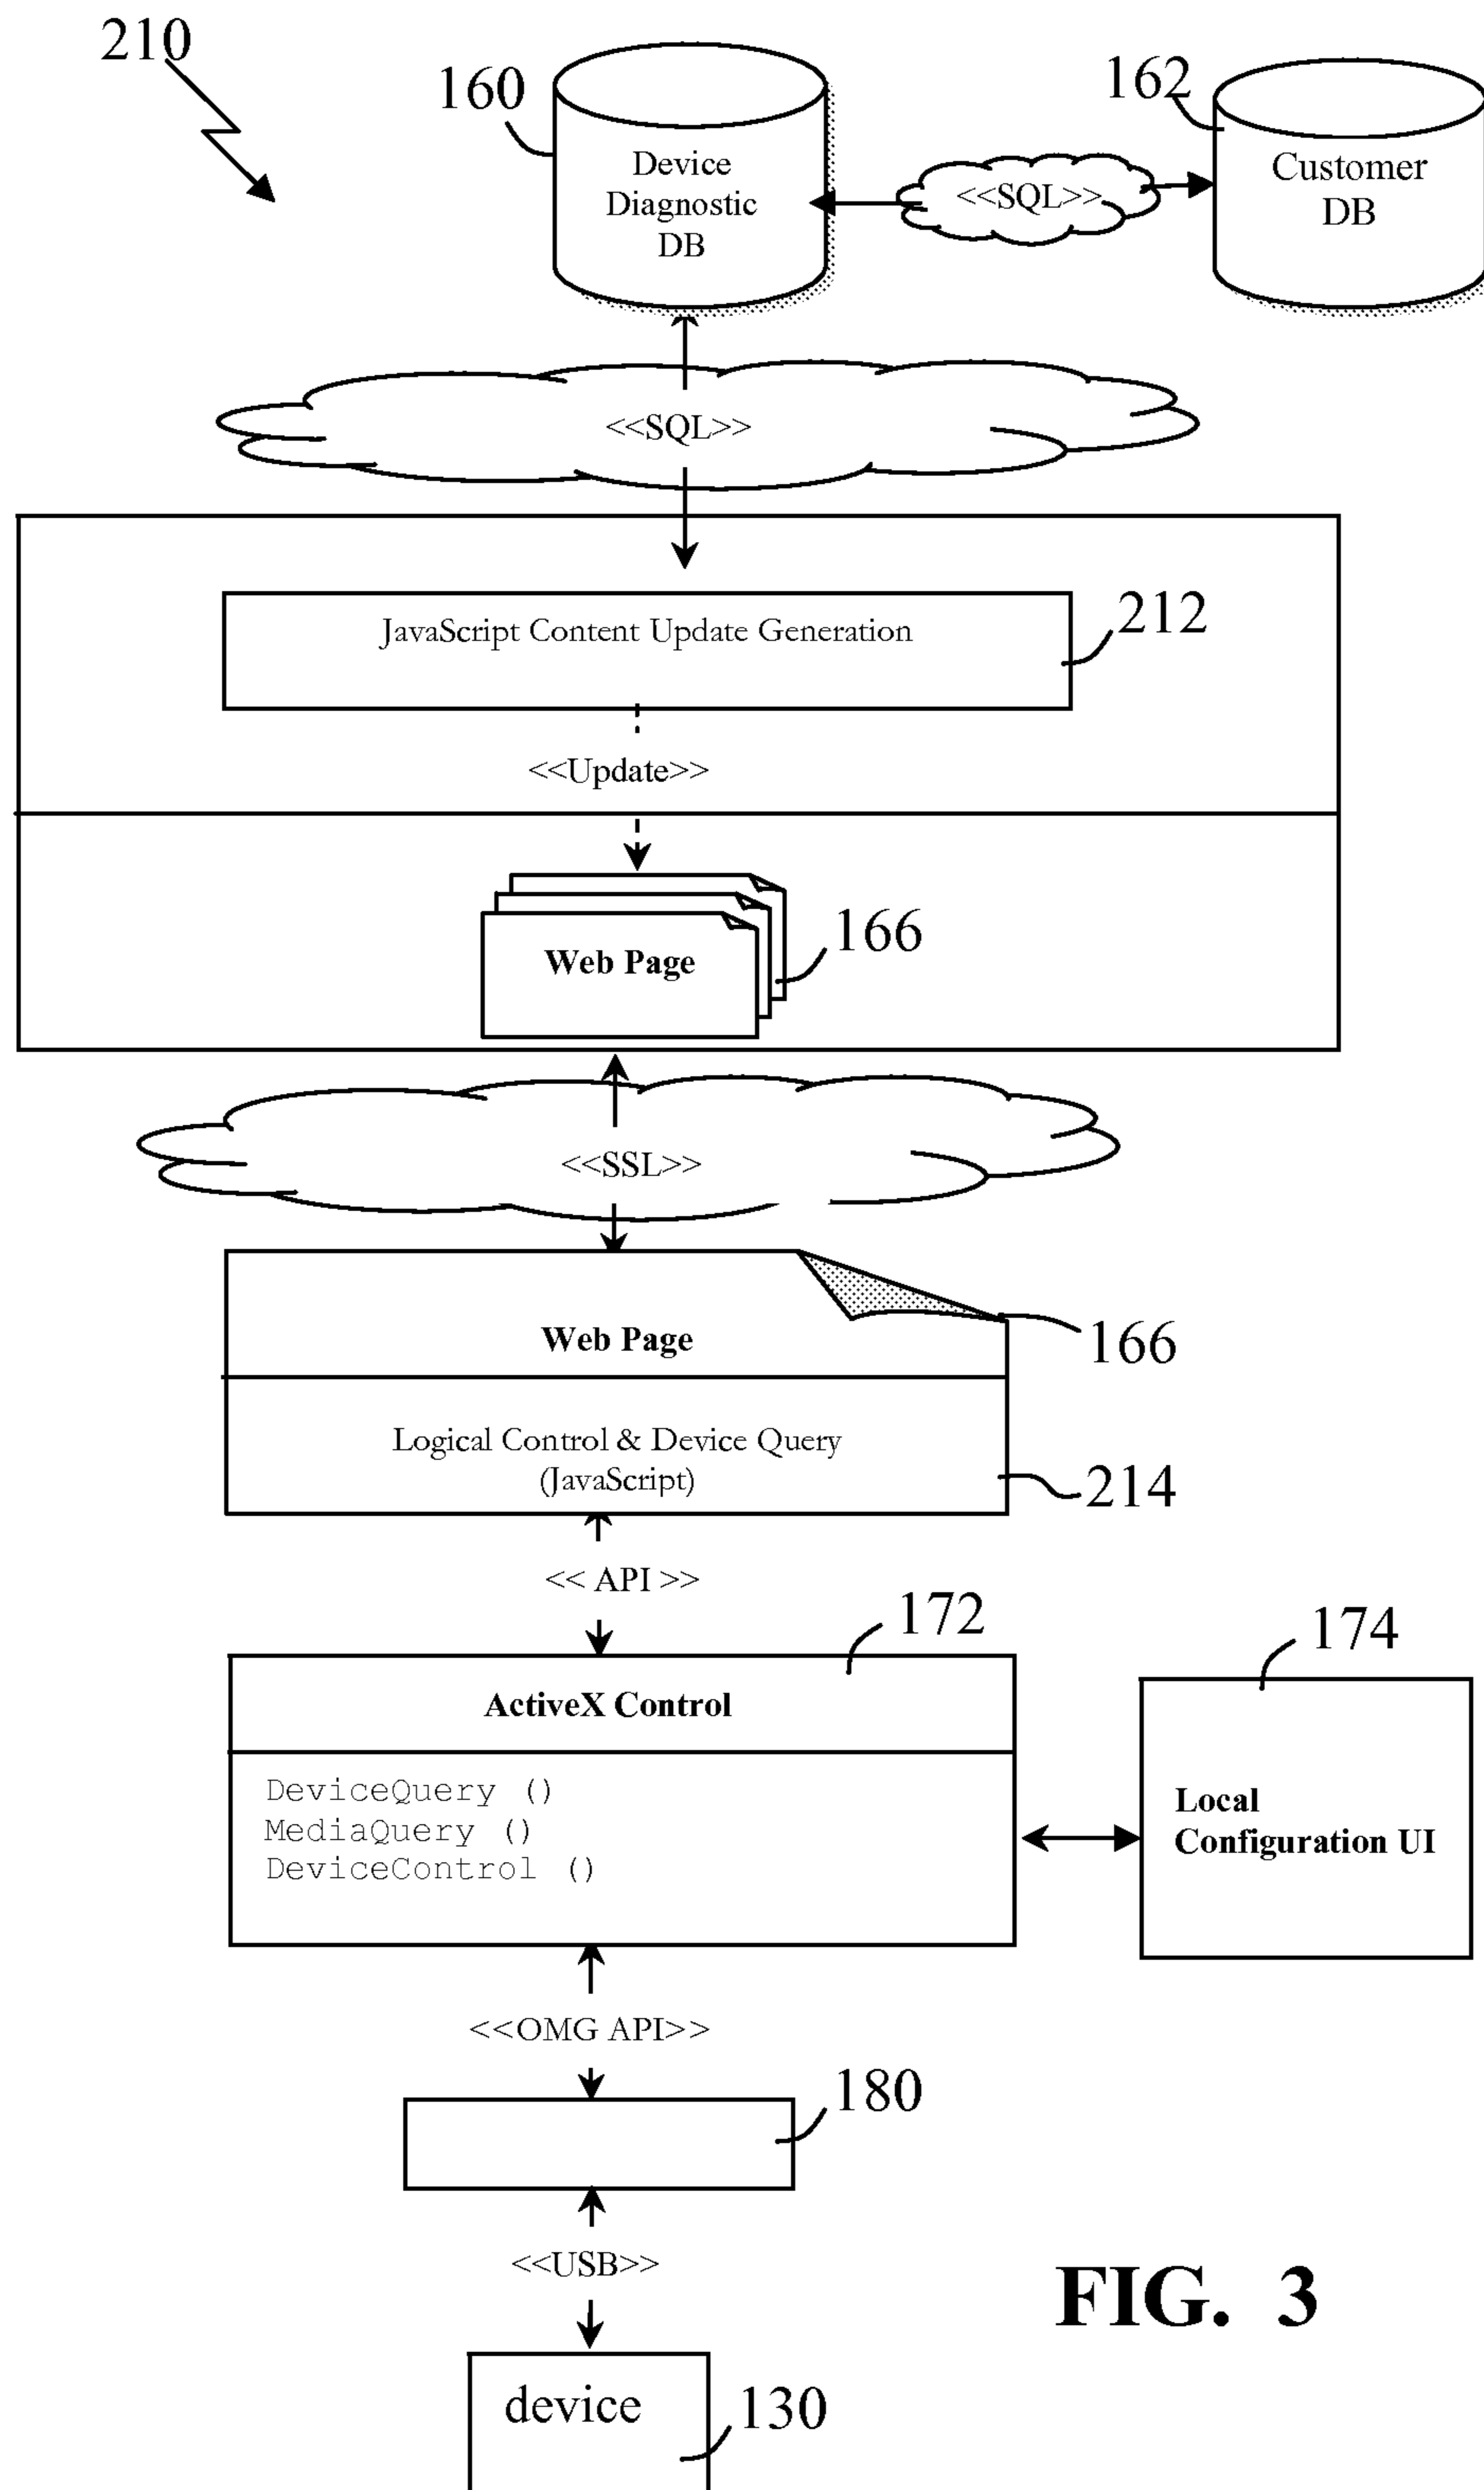 210
160
162
Device
Diagnostic
DB
<<SQL>>
Customer
DB
<<SQL>>
JavaScript Content Update Generation
212
<<Update>>
Web Page
166
<<SSL>>
Web Page
166
Logical Control & Device Query
(JavaScript)
214
<< API >>
172
174
ActiveX Control
DeviceQuery ()
MediaQuery ()
DeviceControl ()
Local
Configuration UI
<<OMG API>>
180
<<USB>>
FIG. 3
device
130